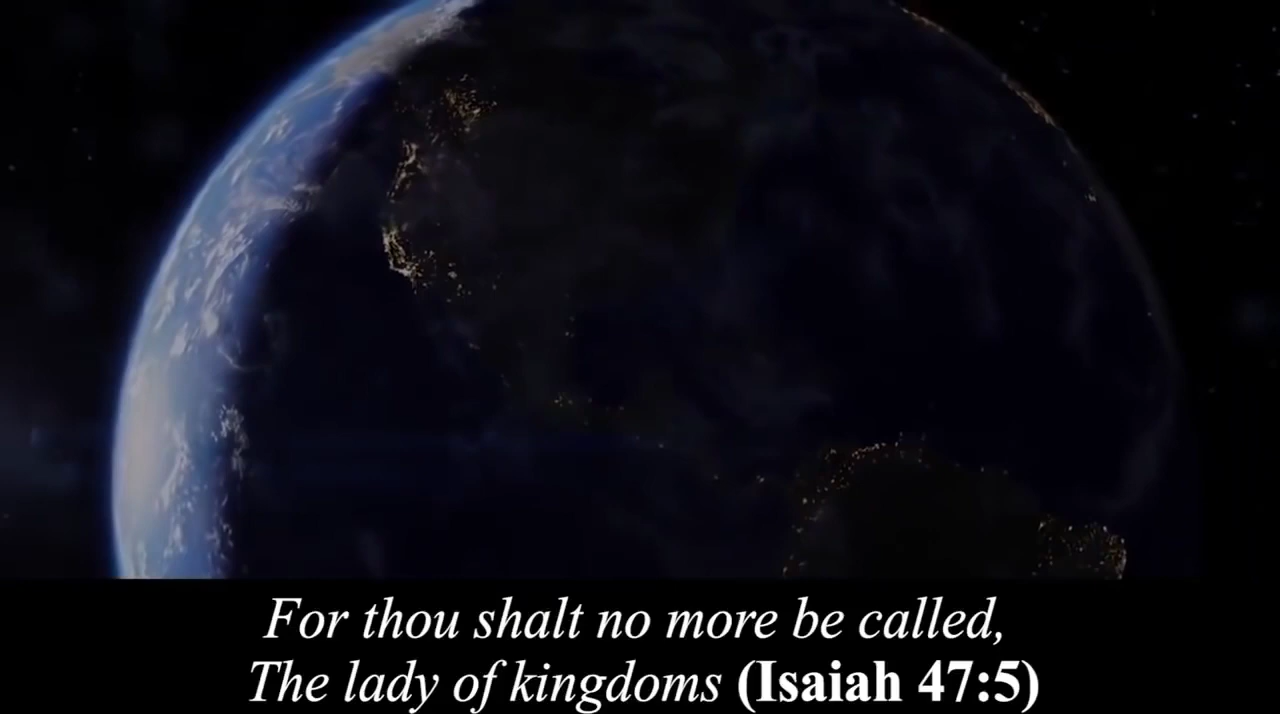 For thou shalt no more be called,
The lady of kingdoms (Isaiah 47:5)